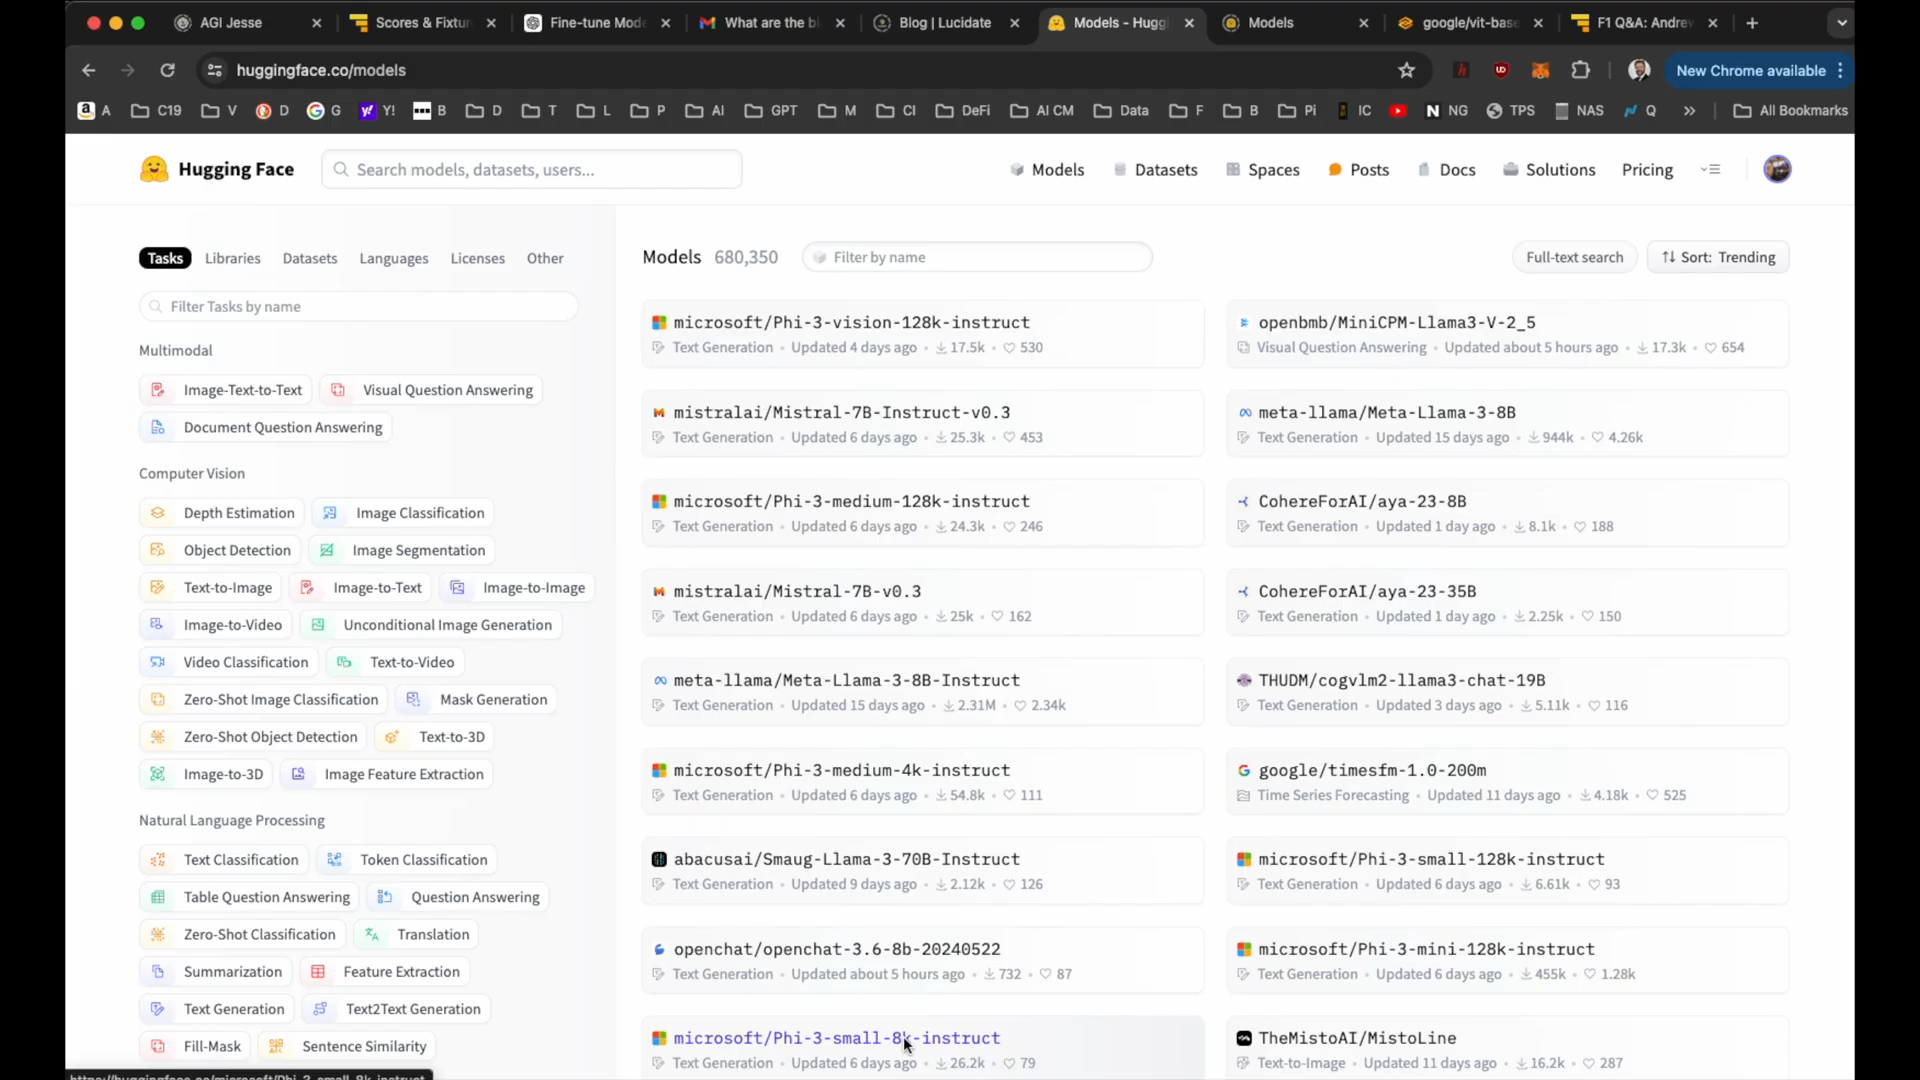 AGI Jesse
Scores & Fixtur
Fine-tune Mode
What are the bi
Blog | Lucidate
Models - Huggi
Models
google/vit-base
F1 Q&A: Andrew
huggingface.co/models
New Chrome available
A
C19
V
D
G
Y!
B
D
T
L
P
AI
GPT
M
CI
DeFi
AI CM
Data
F
B
Pi
IC
NG
TPS
NAS
Q
All Bookmarks
Hugging Face
Search models, datasets, users...
Models
Datasets
Spaces
Posts
Docs
Solutions
Pricing
Tasks
Libraries
Datasets
Languages
Licenses
Other
Filter Tasks by name
Multimodal
Image-Text-to-Text
Visual Question Answering
Document Question Answering
Computer Vision
Depth Estimation
Image Classification
Object Detection
Image Segmentation
Text-to-Image
Image-to-Text
Image-to-Image
Image-to-Video
Unconditional Image Generation
Video Classification
Text-to-Video
Zero-Shot Image Classification
Mask Generation
Zero-Shot Object Detection
Text-to-3D
Image-to-3D
Image Feature Extraction
Natural Language Processing
Text Classification
Token Classification
Table Question Answering
Question Answering
Zero-Shot Classification
Translation
Summarization
Feature Extraction
Text Generation
Text2Text Generation
Fill-Mask
Sentence Similarity
https://huggingface.co/microsoft/Phi-3-small-8k-instruct
Models 680,350
Filter by name
Full-text search
Sort: Trending
microsoft/Phi-3-vision-128k-instruct
Text Generation • Updated 4 days ago • 17.5k • 530
openbmb/MiniCPM-Llama3-V-2_5
Visual Question Answering • Updated about 5 hours ago • 17.3k • 654
mistralai/Mistral-7B-Instruct-v0.3
Text Generation • Updated 6 days ago • 25.3k • 453
meta-llama/Meta-Llama-3-8B
Text Generation • Updated 15 days ago • 944k • 4.26k
microsoft/Phi-3-medium-128k-instruct
Text Generation • Updated 6 days ago • 24.3k • 246
CohereForAI/aya-23-8B
Text Generation • Updated 1 day ago • 8.1k • 188
mistralai/Mistral-7B-v0.3
Text Generation • Updated 6 days ago • 25k • 162
CohereForAI/aya-23-35B
Text Generation • Updated 1 day ago • 2.25k • 150
meta-llama/Meta-Llama-3-8B-Instruct
Text Generation • Updated 15 days ago • 2.31M • 2.34k
THUDM/cogvlm2-llama3-chat-19B
Text Generation • Updated 3 days ago • 5.11k • 116
microsoft/Phi-3-medium-4k-instruct
Text Generation • Updated 6 days ago • 54.8k • 111
google/timesfm-1.0-200m
Time Series Forecasting • Updated 11 days ago • 4.18k • 525
abacusai/Smaug-Llama-3-70B-Instruct
Text Generation • Updated 9 days ago • 2.12k • 126
microsoft/Phi-3-small-128k-instruct
Text Generation • Updated 6 days ago • 6.61k • 93
openchat/openchat-3.6-8b-20240522
Text Generation • Updated about 5 hours ago • 732 • 87
microsoft/Phi-3-mini-128k-instruct
Text Generation • Updated 6 days ago • 455k • 1.28k
microsoft/Phi-3-small-8k-instruct
Text Generation • Updated 6 days ago • 26.2k • 79
TheMistoAI/MistoLine
Text-to-Image • Updated 11 days ago • 16.2k • 287